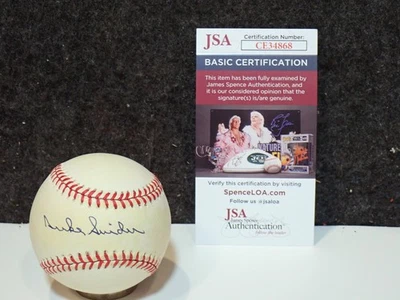 JSA
Certification Number:
CE34868
BASIC CERTIFICATION
This item has been fully examined by
James Spence Authentication, and
it is our considered opinion that the
signature(s) is/are genuine.
Verify this certification by visiting
SpenceLOA.com
Follow us #jsaloa
JSA James Spence
Authentication
Duke Snider